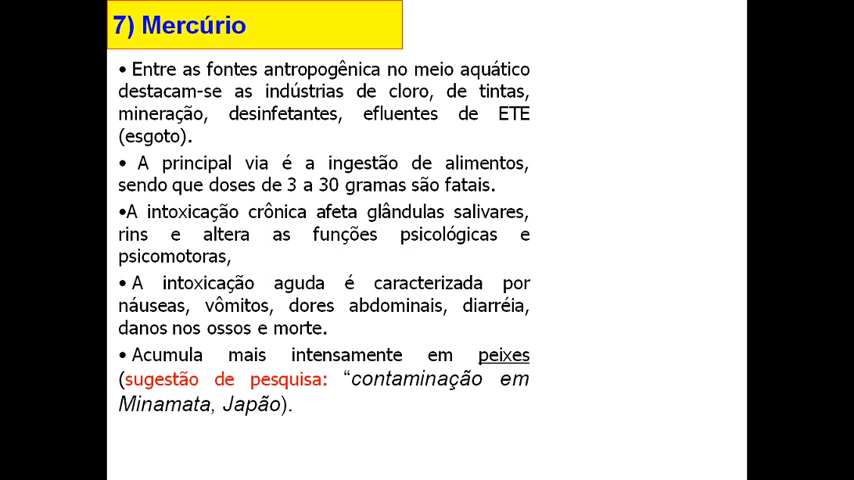 7) Mercúrio
• Entre as fontes antropogênica no meio aquático
destacam-se as indústrias de cloro, de tintas,
mineração, desinfetantes, efluentes de ETE
(esgoto).
• A principal via é a ingestão de alimentos,
sendo que doses de 3 a 30 gramas são fatais.
•A intoxicação crônica afeta glândulas salivares,
rins e altera as funções psicológicas e
psicomotoras,
• A intoxicação aguda é caracterizada por
náuseas, vômitos, dores abdominais, diarréia,
danos nos ossos e morte.
• Acumula mais intensamente em peixes
(sugestão de pesquisa: “contaminação em
Minamata, Japão).